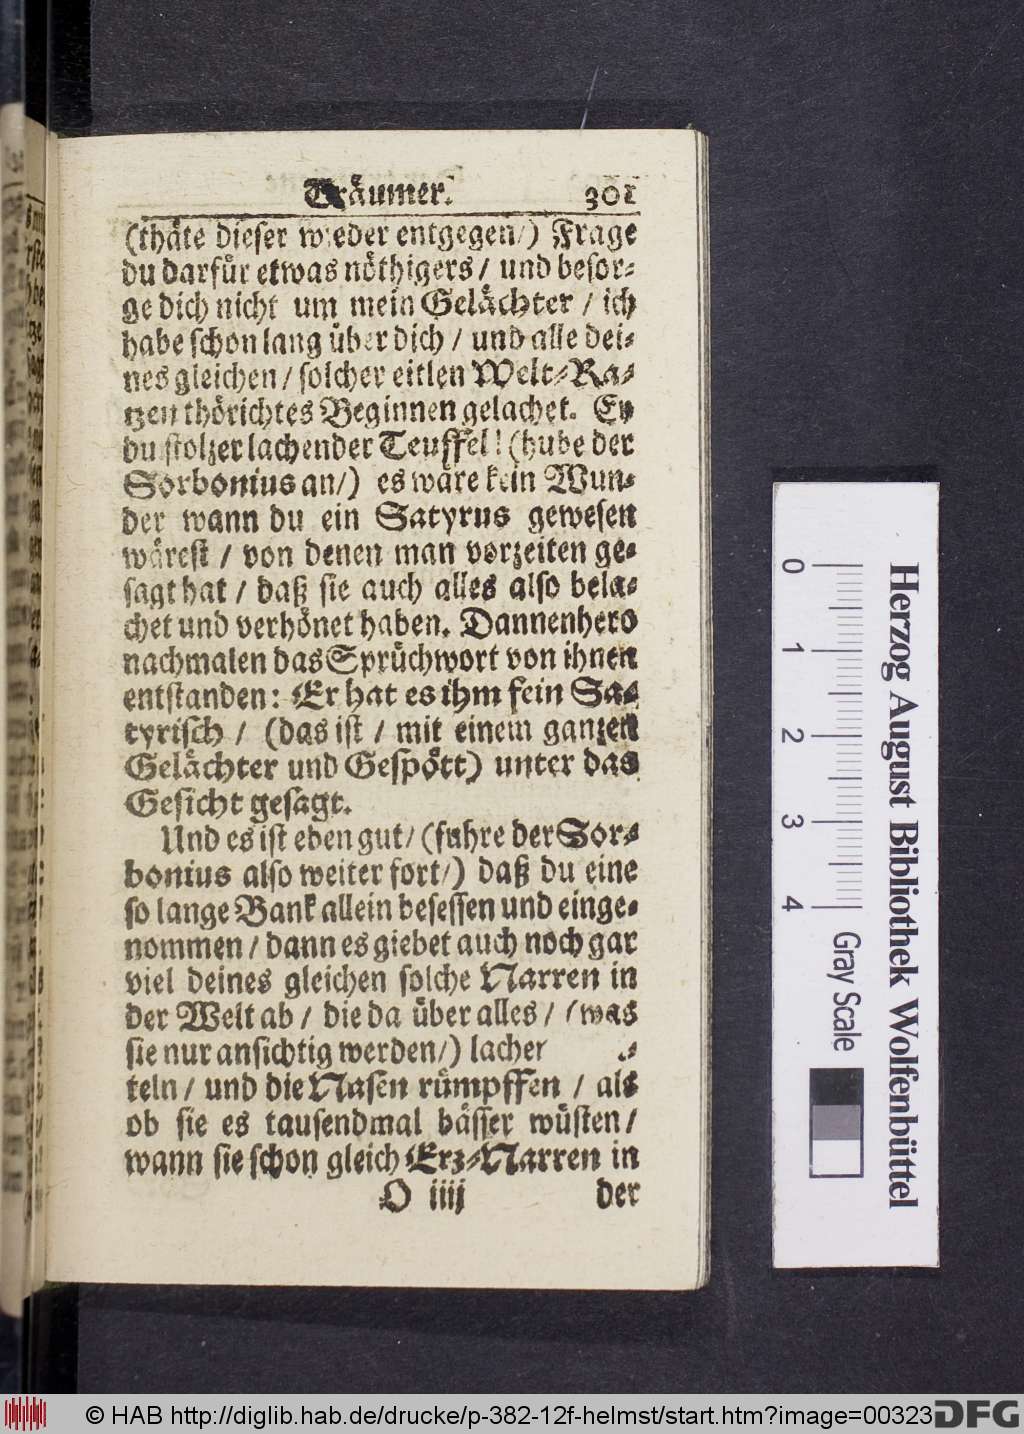 Träumer. 301
(thäte dieser wieder entgegen/) Frage
du darfür etwas nöthigers / und besor-
ge dich nicht um mein Gelächter / ich
habe schon lang über dich / und alle dei-
nes gleichen / solcher eitlen Welt-Ra-
tzen thörichtes Beginnen gelachet. Ey
du stolzer lachender Teuffel! (hube der
Sorbonius an/) es wäre kein Wun-
der wann du ein Satyrus gewesen
wärest / von denen man vorzeiten ge-
sagt hat / daß sie auch alles also bela-
chet und verhönet haben. Dannenhero
nachmalen das Sprüchwort von ihnen
entstanden: Er hat es ihm fein Sa-
tyrisch / (das ist / mit einem ganzen
Gelächter und Gespött) unter das
Gesicht gesagt.
Und es ist eben gut / (fuhre der Sor-
bonius also weiter fort/) daß du eine
so lange Bank allein besessen und einge-
nommen / dann es giebet auch noch gar
viel deines gleichen solche Narren in
der Welt ab / die da über alles / (was
sie nur ansichtig werden/) lacher
teln / und die Nasen rümpffen / als
ob sie es tausendmal bässer wüsten /
wann sie schon gleich Erz-Narren in
O iiij der
0 1 2 3 4
Gray Scale
Herzog August Bibliothek Wolfenbüttel
© HAB http://diglib.hab.de/drucke/p-382-12f-helmst/start.htm?image=00323
DFG